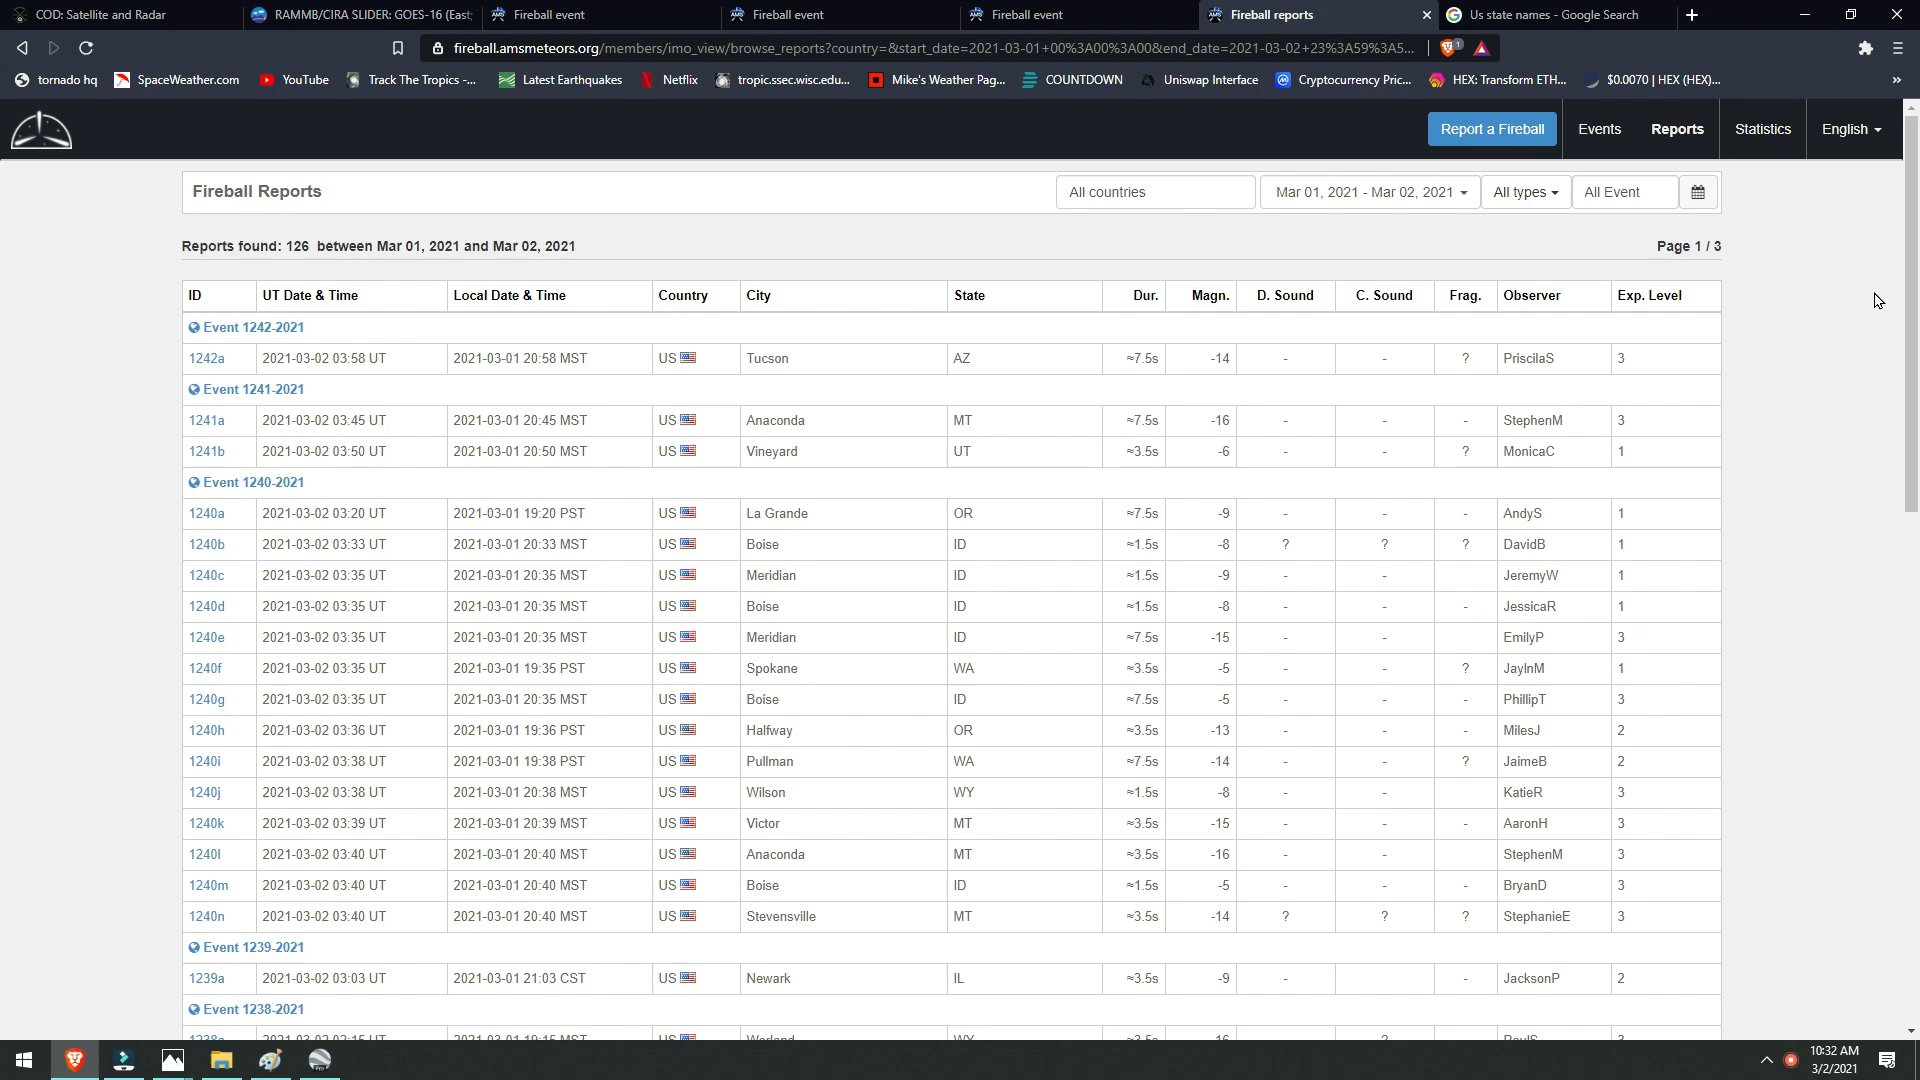 COD: Satellite and Radar
RAMMB/CIRA SLIDER: GOES-16 (East
Fireball event
Fireball event
Fireball event
Fireball reports
Us state names - Google Search
fireball.amsmeteors.org/members/imo_view/browse_reports?country=&start_date=2021-03-01+00%3A00%3A00&end_date=2021-03-02+23%3A59%3A5...
tornado hq SpaceWeather.com YouTube Track The Tropics -... Latest Earthquakes Netflix tropic.ssec.wisc.edu... Mike's Weather Pag... COUNTDOWN Uniswap Interface Cryptocurrency Pric... HEX: Transform ETH... $0.0070 | HEX (HEX)... »
Report a Fireball Events Reports Statistics English
Fireball Reports All countries Mar 01, 2021 - Mar 02, 2021 All types All Event
Reports found: 126 between Mar 01, 2021 and Mar 02, 2021 Page 1 / 3
ID UT Date & Time Local Date & Time Country City State Dur. Magn. D. Sound C. Sound Frag. Observer Exp. Level
Event 1242-2021
1242a 2021-03-02 03:58 UT 2021-03-01 20:58 MST US Tucson AZ ≈7.5s -14 - - ? PriscilaS 3
Event 1241-2021
1241a 2021-03-02 03:45 UT 2021-03-01 20:45 MST US Anaconda MT ≈7.5s -16 - - - StephenM 3
1241b 2021-03-02 03:50 UT 2021-03-01 20:50 MST US Vineyard UT ≈3.5s -6 - - ? MonicaC 1
Event 1240-2021
1240a 2021-03-02 03:20 UT 2021-03-01 19:20 PST US La Grande OR ≈7.5s -9 - - - AndyS 1
1240b 2021-03-02 03:33 UT 2021-03-01 20:33 MST US Boise ID ≈1.5s -8 ? ? ? DavidB 1
1240c 2021-03-02 03:35 UT 2021-03-01 20:35 MST US Meridian ID ≈1.5s -9 - - JeremyW 1
1240d 2021-03-02 03:35 UT 2021-03-01 20:35 MST US Boise ID ≈1.5s -8 - - - JessicaR 1
1240e 2021-03-02 03:35 UT 2021-03-01 20:35 MST US Meridian ID ≈7.5s -15 - - EmilyP 3
1240f 2021-03-02 03:35 UT 2021-03-01 19:35 PST US Spokane WA ≈3.5s -5 - - ? JaylnM 1
1240g 2021-03-02 03:35 UT 2021-03-01 20:35 MST US Boise ID ≈7.5s -5 - - - PhillipT 3
1240h 2021-03-02 03:36 UT 2021-03-01 19:36 PST US Halfway OR ≈3.5s -13 - - - MilesJ 2
1240i 2021-03-02 03:38 UT 2021-03-01 19:38 PST US Pullman WA ≈7.5s -14 - - ? JaimeB 2
1240j 2021-03-02 03:38 UT 2021-03-01 20:38 MST US Wilson WY ≈1.5s -8 - - KatieR 3
1240k 2021-03-02 03:39 UT 2021-03-01 20:39 MST US Victor MT ≈3.5s -15 - - - AaronH 3
1240l 2021-03-02 03:40 UT 2021-03-01 20:40 MST US Anaconda MT ≈3.5s -16 - - StephenM 3
1240m 2021-03-02 03:40 UT 2021-03-01 20:40 MST US Boise ID ≈1.5s -5 - - - BryanD 3
1240n 2021-03-02 03:40 UT 2021-03-01 20:40 MST US Stevensville MT ≈3.5s -14 ? ? ? StephanieE 3
Event 1239-2021
1239a 2021-03-02 03:03 UT 2021-03-01 21:03 CST US Newark IL ≈3.5s -9 - - JacksonP 2
Event 1238-2021
10:32 AM
3/2/2021